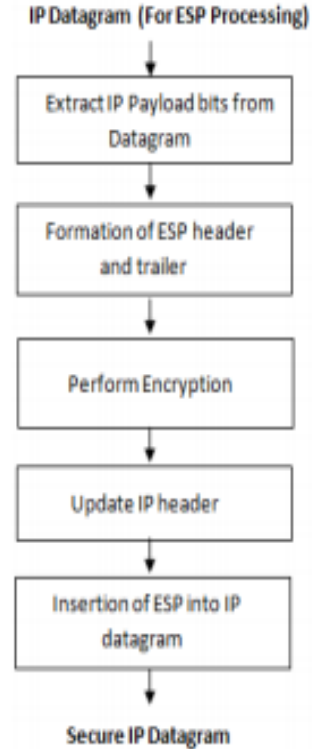 IP Datagram (For ESP Processing)
Extract IP Payload bits from
Datagram
Formation of ESP header
and trailer
Perform Encryption
Update IP header
Insertion of ESP into IP
datagram
Secure IP Datagram